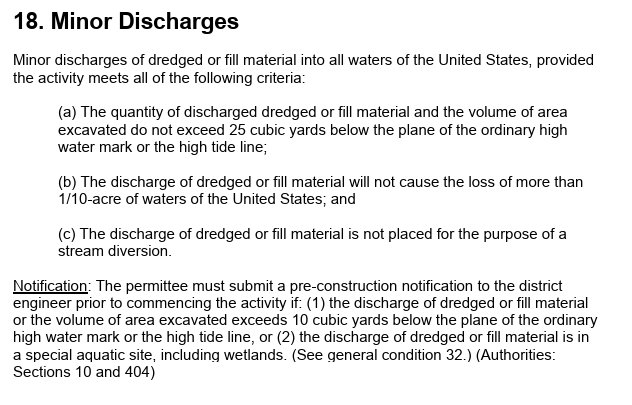 18. Minor Discharges
Minor discharges of dredged or fill material into all waters of the United States, provided
the activity meets all of the following criteria:
(a) The quantity of discharged dredged or fill material and the volume of area
excavated do not exceed 25 cubic yards below the plane of the ordinary high
water mark or the high tide line;
(b) The discharge of dredged or fill material will not cause the loss of more than
1/10-acre of waters of the United States; and
(c) The discharge of dredged or fill material is not placed for the purpose of a
stream diversion.
Notification: The permittee must submit a pre-construction notification to the district
engineer prior to commencing the activity if: (1) the discharge of dredged or fill material
or the volume of area excavated exceeds 10 cubic yards below the plane of the ordinary
high water mark or the high tide line, or (2) the discharge of dredged or fill material is in
a special aquatic site, including wetlands. (See general condition 32.) (Authorities:
Sections 10 and 404)